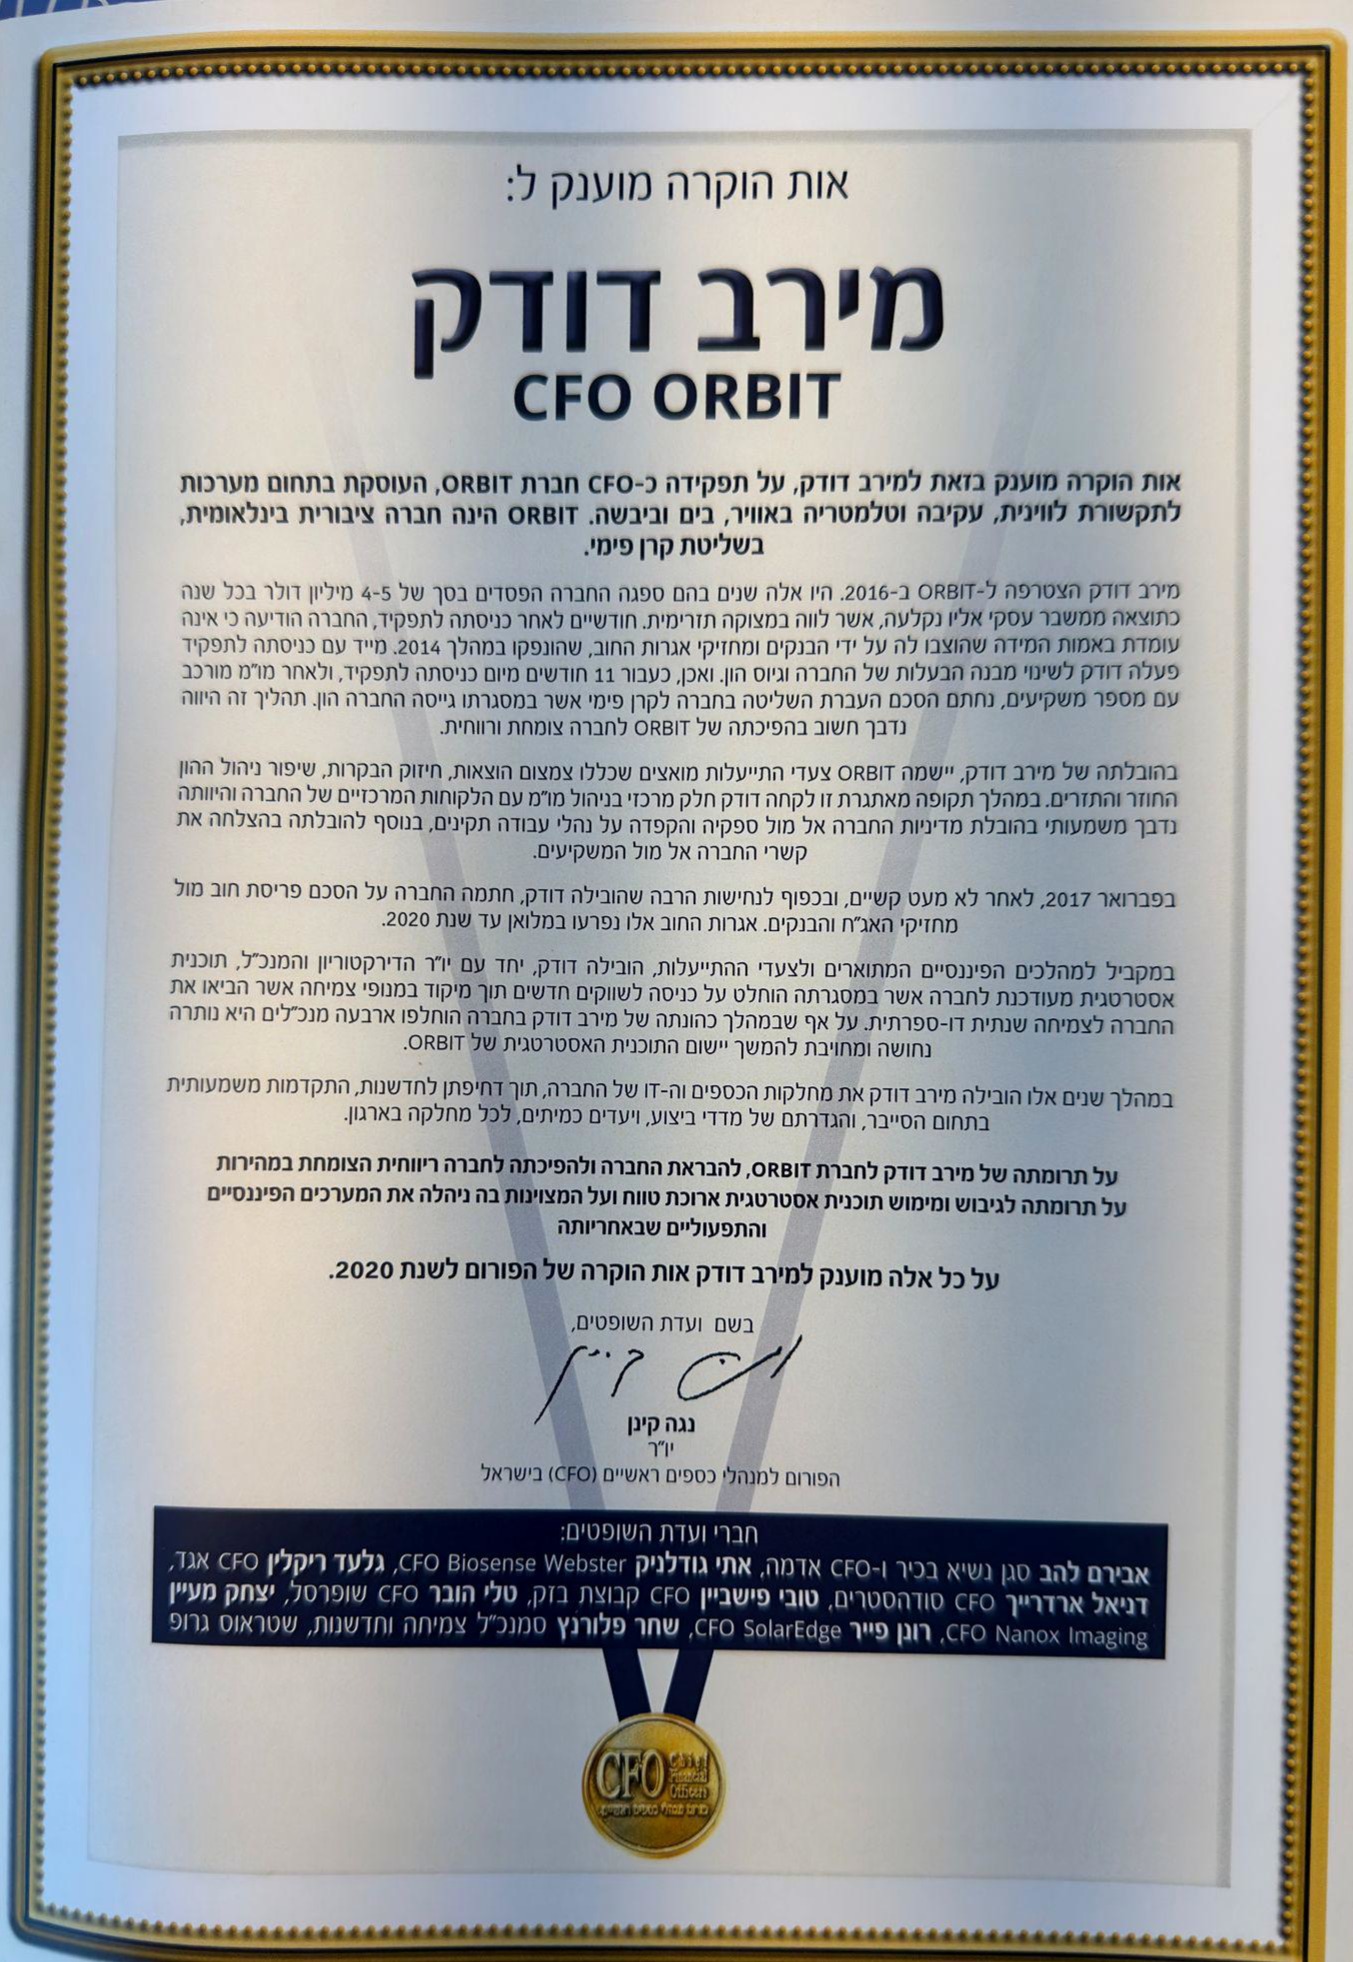 אות הוקרה מוענק ל:
מירב דודק
CFO ORBIT
אות הוקרה מוענק בזאת למירב דודק, על תפקידה כ-CFO חברת ORBIT, העוסקת בתחום מערכות
לתקשורת לווינית, עקיבה וטלמטריה באוויר, בים וביבשה. ORBIT הינה חברה ציבורית בינלאומית,
בשליטת קרן פימי.
מירב דודק הצטרפה ל-ORBIT ב-2016. היו אלה שנים בהם ספגה החברה הפסדים בסך של 4-5 מיליון דולר בכל שנה
כתוצאה ממשבר עסקי אליו נקלעה, אשר לווה במצוקה תזרימית. חודשיים לאחר כניסתה לתפקיד, החברה הודיעה כי אינה
עומדת באמות המידה שהוצבו לה על ידי הבנקים ומחזיקי אגרות החוב, שהונפקו במהלך 2014. מייד עם כניסתה לתפקיד
פעלה דודק לשינוי מבנה הבעלות של החברה וגיוס הון. ואכן, כעבור 11 חודשים מיום כניסתה לתפקיד, ולאחר מו״מ מורכב
עם מספר משקיעים, נחתם הסכם העברת השליטה בחברה לקרן פימי אשר במסגרתו גייסה החברה הון. תהליך זה היווה
נדבך חשוב בהפיכתה של ORBIT לחברה צומחת ורווחית.
בהובלתה של מירב דודק, יישמה ORBIT צעדי התייעלות מואצים שכללו צמצום הוצאות, חיזוק הבקרות, שיפור ניהול ההון
החוזר והתזרים. במהלך תקופה מאתגרת זו לקחה דודק חלק מרכזי בניהול מו״מ עם הלקוחות המרכזיים של החברה והיוותה
נדבך משמעותי בהובלת מדיניות החברה אל מול ספקיה והקפדה על נהלי עבודה תקינים, בנוסף להובלתה בהצלחה את
קשרי החברה אל מול המשקיעים.
בפברואר 2017, לאחר לא מעט קשיים, ובכפוף לנחישות הרבה שהובילה דודק, חתמה החברה על הסכם פריסת חוב מול
מחזיקי האג״ח והבנקים. אגרות החוב אלו נפרעו במלואן עד שנת 2020.
במקביל למהלכים הפיננסיים המתוארים ולצעדי ההתייעלות, הובילה דודק, יחד עם יו״ר הדירקטוריון והמנכ״ל, תוכנית
אסטרטגית מעודכנת לחברה אשר במסגרתה הוחלט על כניסה לשווקים חדשים תוך מיקוד במנופי צמיחה אשר הביאו את
החברה לצמיחה שנתית דו-ספרתית. על אף שבמהלך כהונתה של מירב דודק בחברה הוחלפו ארבעה מנכ״לים היא נותרה
נחושה ומחויבת להמשך יישום התוכנית האסטרטגית של ORBIT.
במהלך שנים אלו הובילה מירב דודק את מחלקות הכספים וה-IT של החברה, תוך דחיפתן לחדשנות, התקדמות משמעותית
בתחום הסייבר, והגדרתם של מדדי ביצוע, ויעדים כמיתים, לכל מחלקה בארגון.
על תרומתה של מירב דודק לחברת ORBIT, להבראת החברה ולהפיכתה לחברה ריווחית הצומחת במהירות
על תרומתה לגיבוש ומימוש תוכנית אסטרטגית ארוכת טווח ועל המצוינות בה ניהלה את המערכים הפיננסיים
והתפעוליים שבאחריותה
על כל אלה מוענק למירב דודק אות הוקרה של הפורום לשנת 2020.
בשם ועדת השופטים,
נגה קינן
יו״ר
הפורום למנהלי כספים ראשיים (CFO) בישראל
חברי ועדת השופטים:
אבירם להב סגן נשיא בכיר ו-CFO אדמה, אתי גודלניק CFO Biosense Webster, גלעד ריקלין CFO אגד,
דניאל ארדרייך CFO סודהסטרים, טובי פישביין CFO קבוצת בזק, טלי הובר CFO שופרסל, יצחק מעיין
CFO Nanox Imaging, רונן פייר CFO SolarEdge, שחר פלורנץ סמנכ״ל צמיחה וחדשנות, שטראוס גרופ
CFO Chief
Financial
Officers